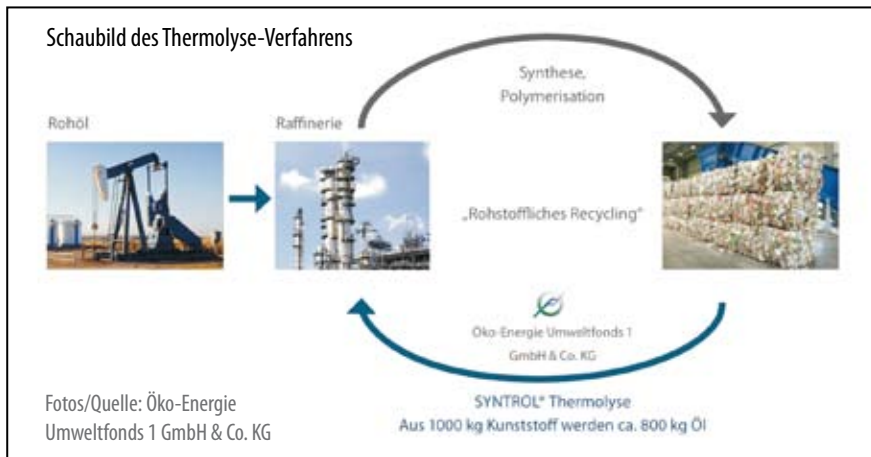 Schaubild des Thermolyse-Verfahrens
Synthese,
Polymerisation
Rohöl
Raffinerie
„Rohstoffliches Recycling“
Öko-Energie Umweltfonds 1
GmbH & Co. KG
SYNTROL® Thermolyse
Aus 1000 kg Kunststoff werden ca. 800 kg Öl
Fotos/Quelle: Öko-Energie
Umweltfonds 1 GmbH & Co. KG